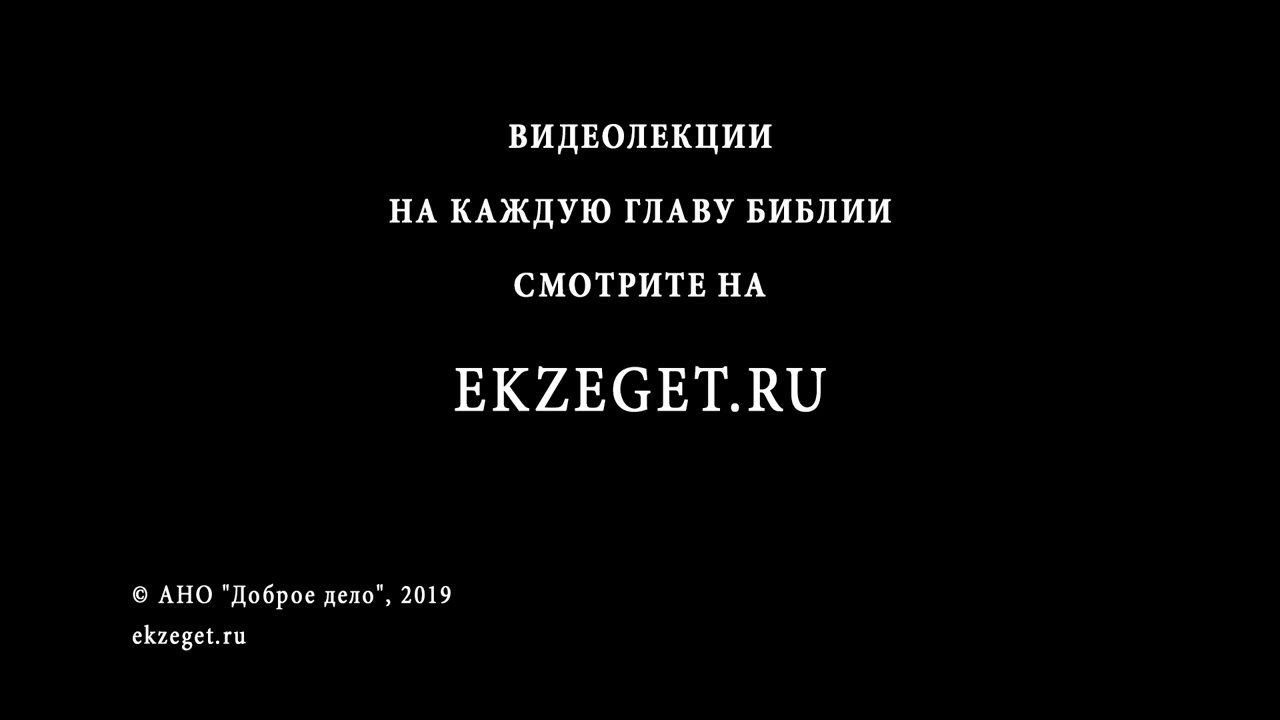 ВИДЕОЛЕКЦИИ
НА КАЖДУЮ ГЛАВУ БИБЛИИ
СМОТРИТЕ НА
EKZEGET.RU
© АНО "Доброе дело", 2019
ekzeget.ru